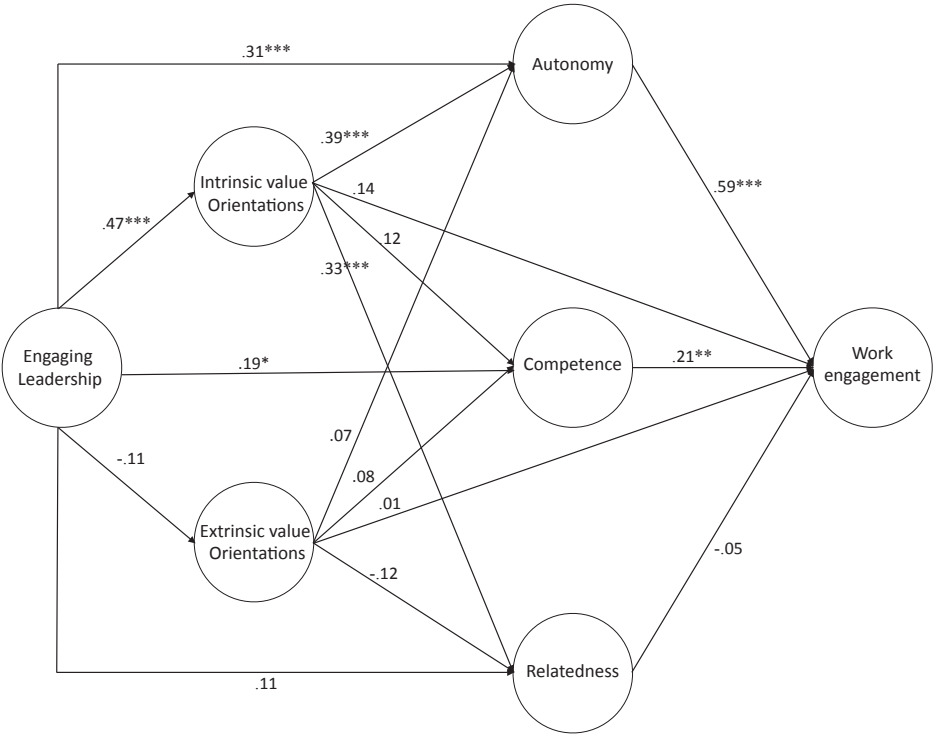 .31***
Autonomy
.39***
Intrinsic value
Orientations
.14
.59***
.47***
.12
.33***
Engaging
Leadership
.19*
Competence
.21**
Work
engagement
.07
-.11
.08
.01
Extrinsic value
Orientations
-.12
-.05
Relatedness
.11